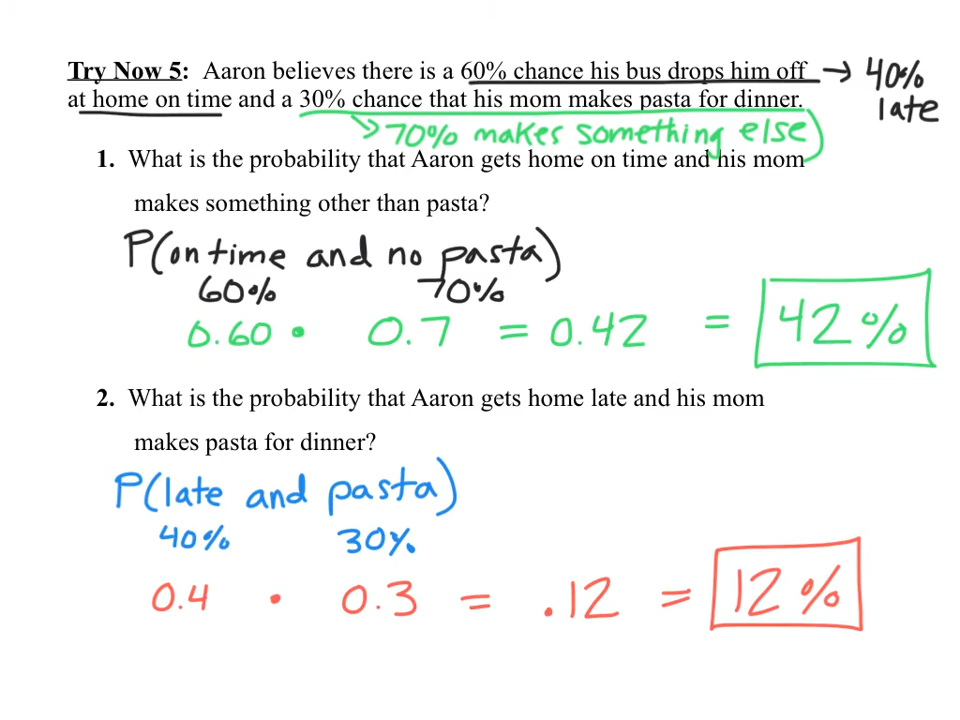 Try Now 5: Aaron believes there is a 60% chance his bus drops him off → 40%
at home on time and a 30% chance that his mom makes pasta for dinner. late
70% makes something else
1. What is the probability that Aaron gets home on time and his mom
makes something other than pasta?
P(on time and no pasta)
60% 70%
0.60 · 0.7 = 0.42 = 42%
2. What is the probability that Aaron gets home late and his mom
makes pasta for dinner?
P(late and pasta)
40% 30%
0.4 · 0.3 = .12 = 12%